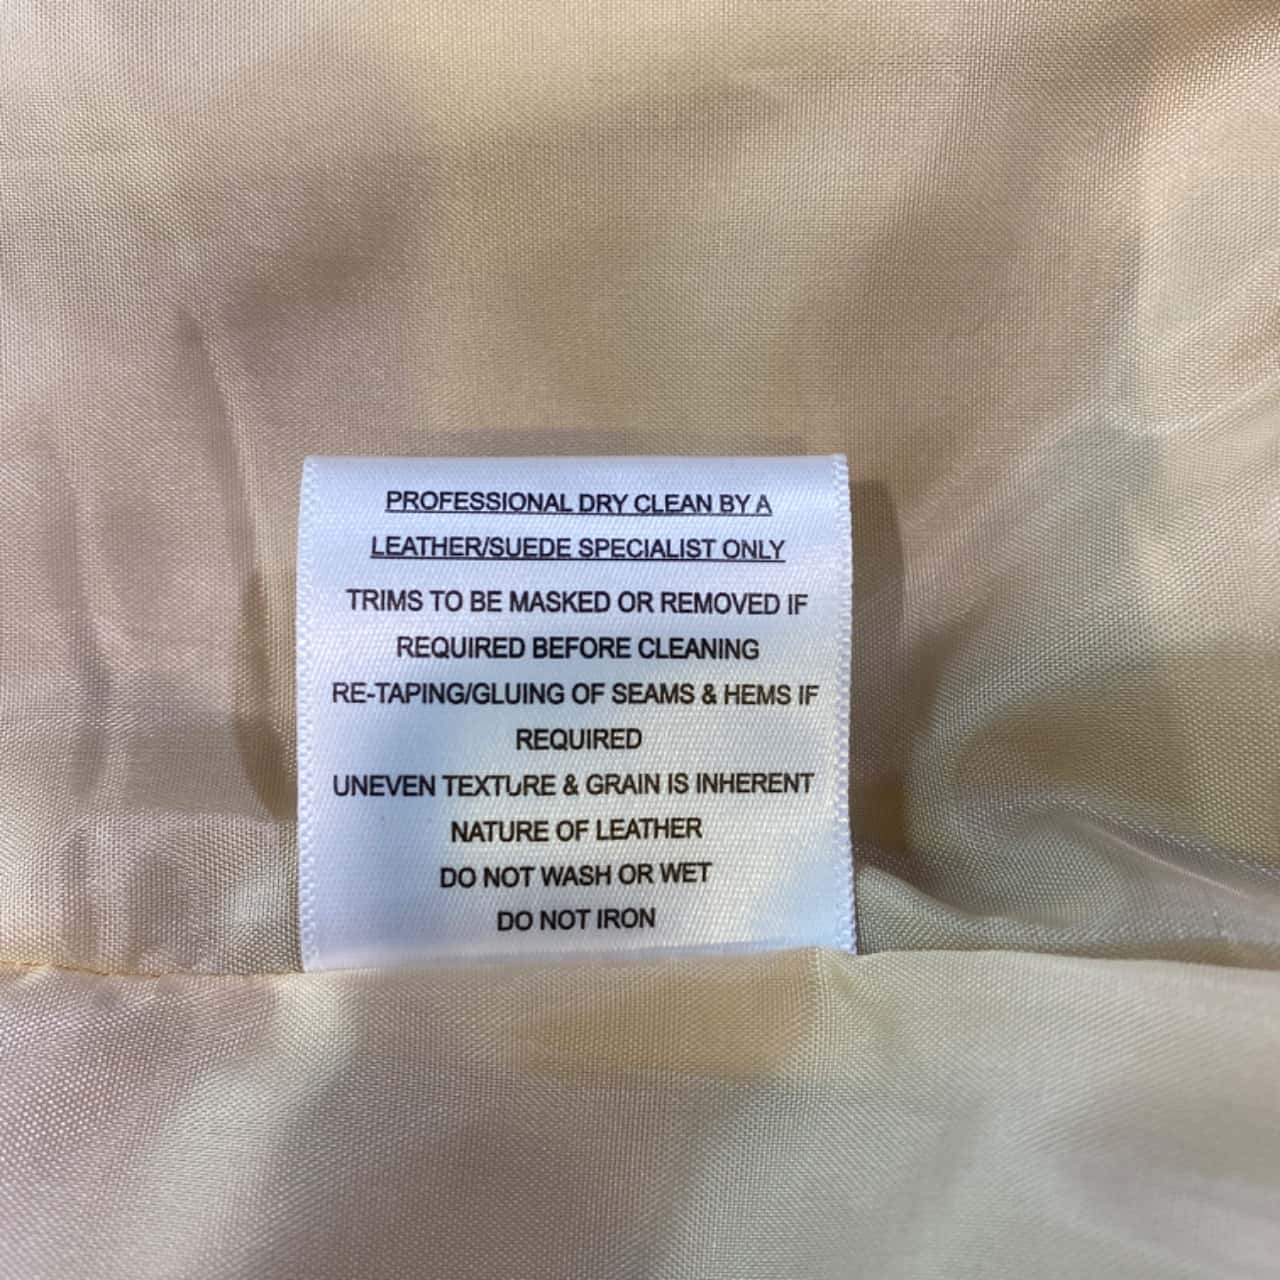 PROFESSIONAL DRY CLEAN BY A
LEATHER/SUEDE SPECIALIST ONLY
TRIMS TO BE MASKED OR REMOVED IF
REQUIRED BEFORE CLEANING
RE-TAPING/GLUING OF SEAMS & HEMS IF
REQUIRED
UNEVEN TEXTURE & GRAIN IS INHERENT
NATURE OF LEATHER
DO NOT WASH OR WET
DO NOT IRON